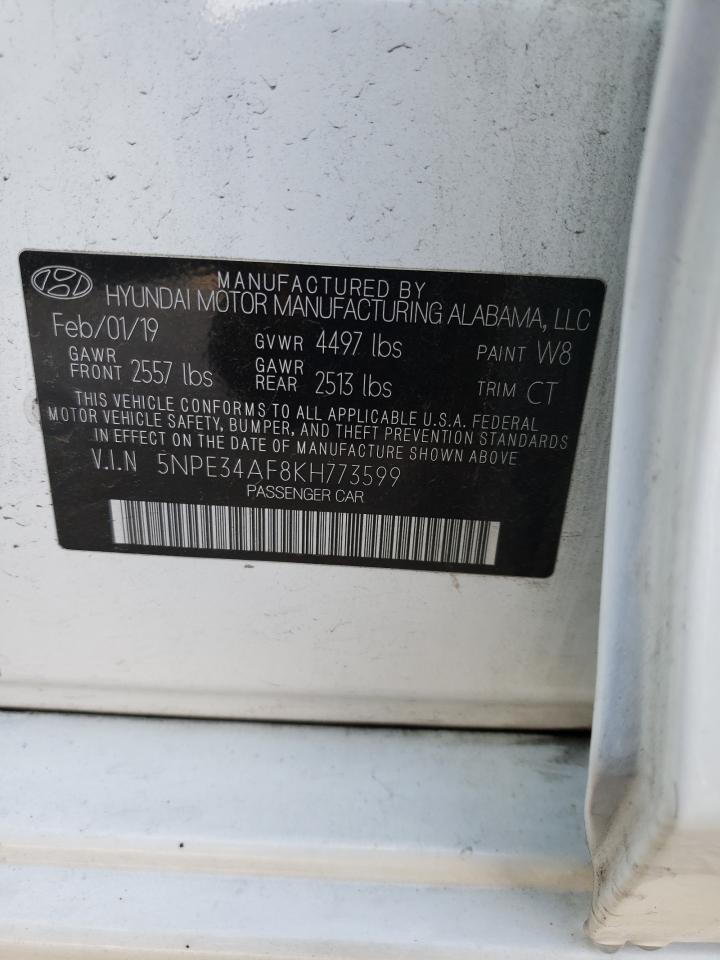 MANUFACTURED BY
HYUNDAI MOTOR MANUFACTURING ALABAMA, LLC
Feb/01/19 GVWR 4497 lbs PAINT W8
GAWR FRONT 2557 lbs GAWR REAR 2513 lbs TRIM CT
THIS VEHICLE CONFORMS TO ALL APPLICABLE U.S.A. FEDERAL
MOTOR VEHICLE SAFETY, BUMPER, AND THEFT PREVENTION STANDARDS
IN EFFECT ON THE DATE OF MANUFACTURE SHOWN ABOVE.
V.I.N 5NPE34AF8KH773599
PASSENGER CAR